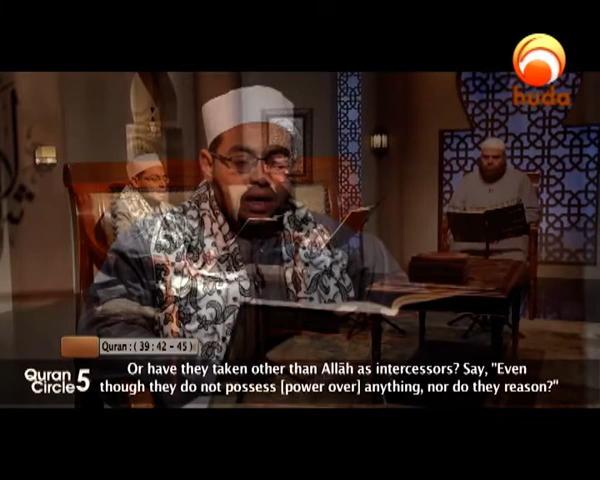 huda
Quran : ( 39 : 42 - 45 )
Quran
Circle 5
Or have they taken other than Allāh as intercessors? Say, "Even
though they do not possess [power over] anything, nor do they reason?"